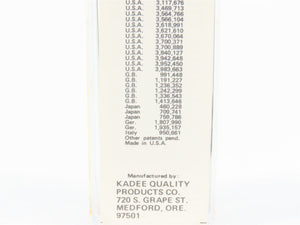 U.S.A. 3,117,676
U.S.A. 3,469,713
U.S.A. 3,564,766
U.S.A. 3,566,104
U.S.A. 3,618,991
U.S.A. 3,621,610
U.S.A. 3,670,064
U.S.A. 3,700,371
U.S.A. 3,700,889
U.S.A. 3,840,127
U.S.A. 3,942,648
U.S.A. 3,952,450
U.S.A. 3,983,663
G.B. 991,448
G.B. 1,191,227
G.B. 1,236,352
G.B. 1,242,299
G.B. 1,336,543
G.B. 1,413,646
Japan 460,228
Japan 709,741
Japan 759,786
Ger. 1,807,990
Ger. 1,935,157
Italy 950,661
Other patents pend.
Made in U.S.A.
Manufactured by:
KADEE QUALITY
PRODUCTS CO.
720 S. GRAPE ST.
MEDFORD, ORE.
97501